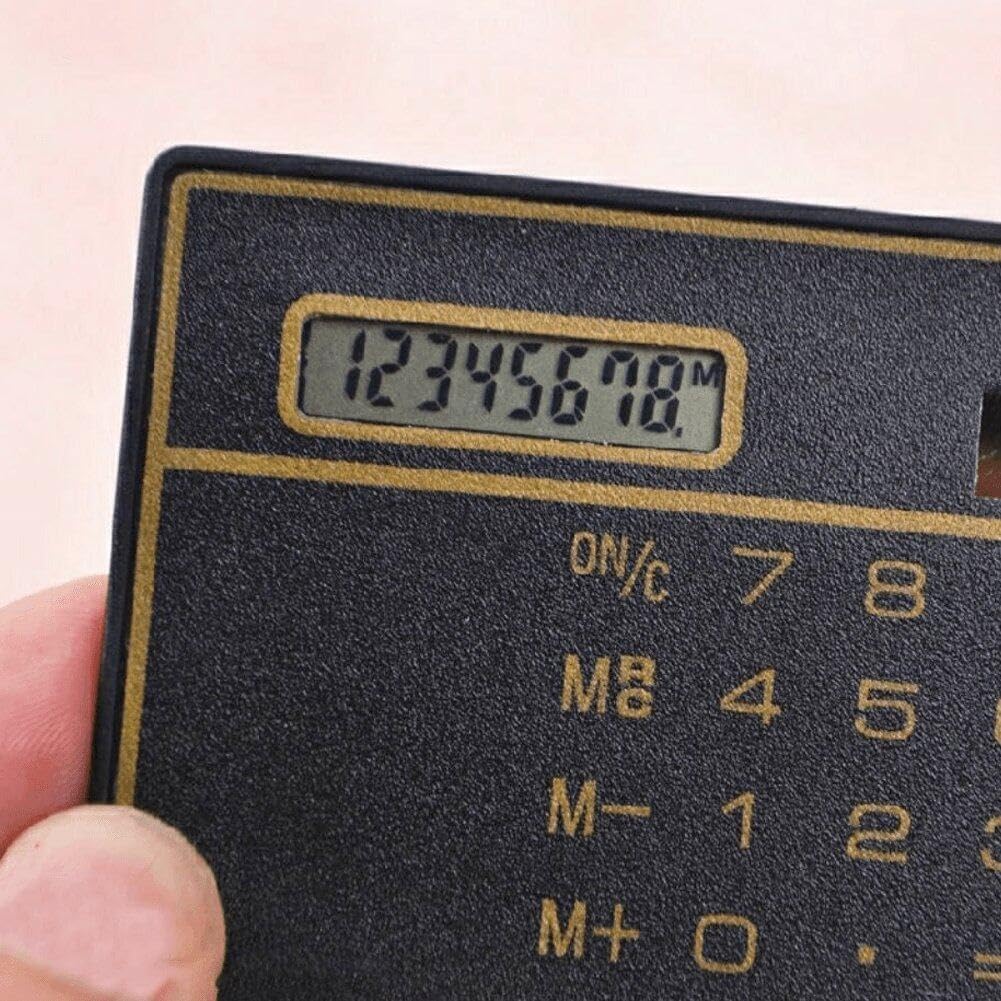 12345678. M
ON/C 7 8
MRC 4 5
M− 1 2
M+ 0 . =